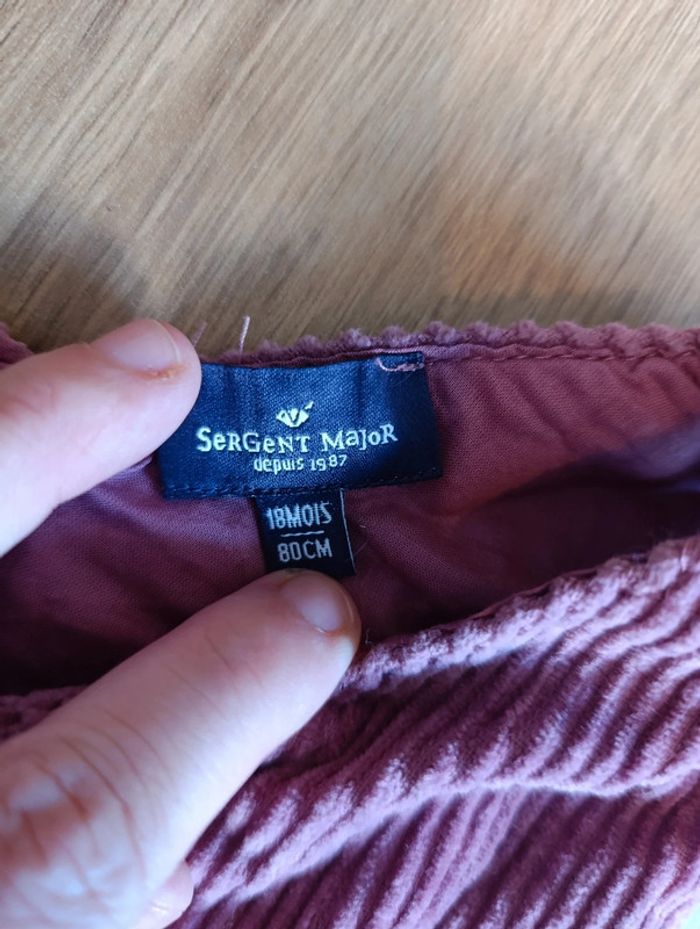 SeRGeNT MaJoR
depuis 1987
18MOIS
80CM